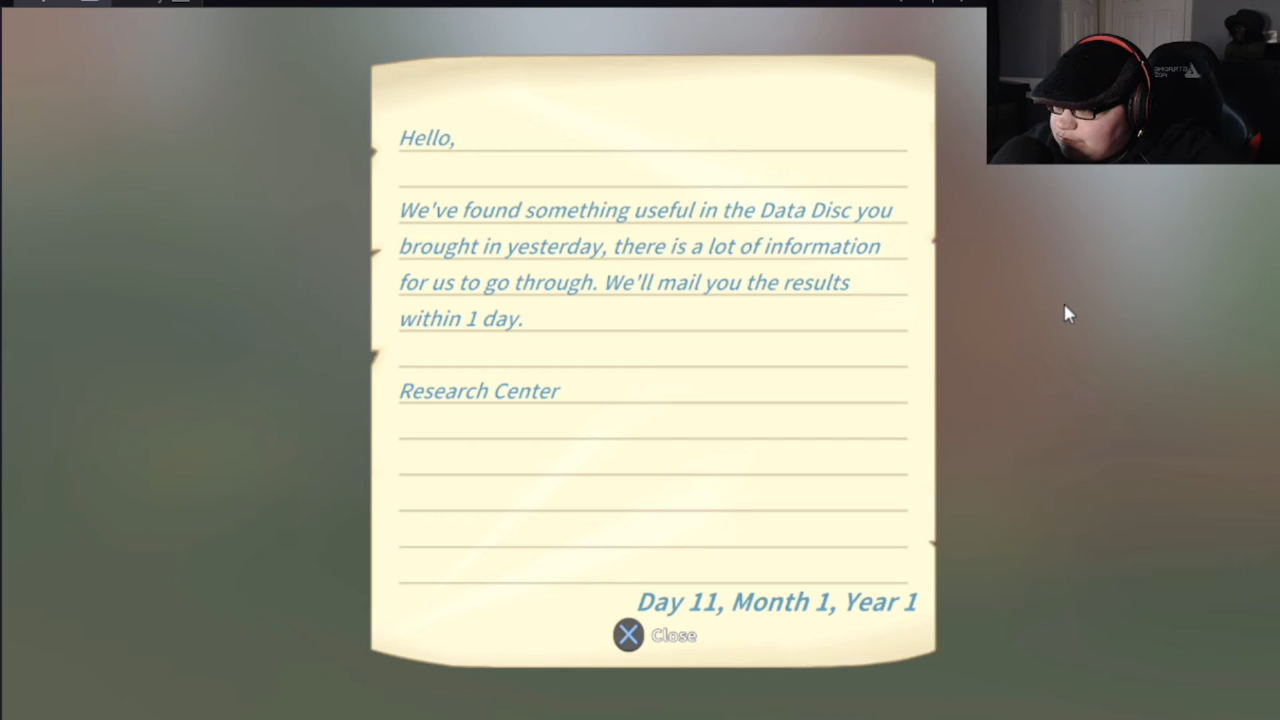 Hello,
We've found something useful in the Data Disc you
brought in yesterday, there is a lot of information
for us to go through. We'll mail you the results
within 1 day.
Research Center
Day 11, Month 1, Year 1
Close